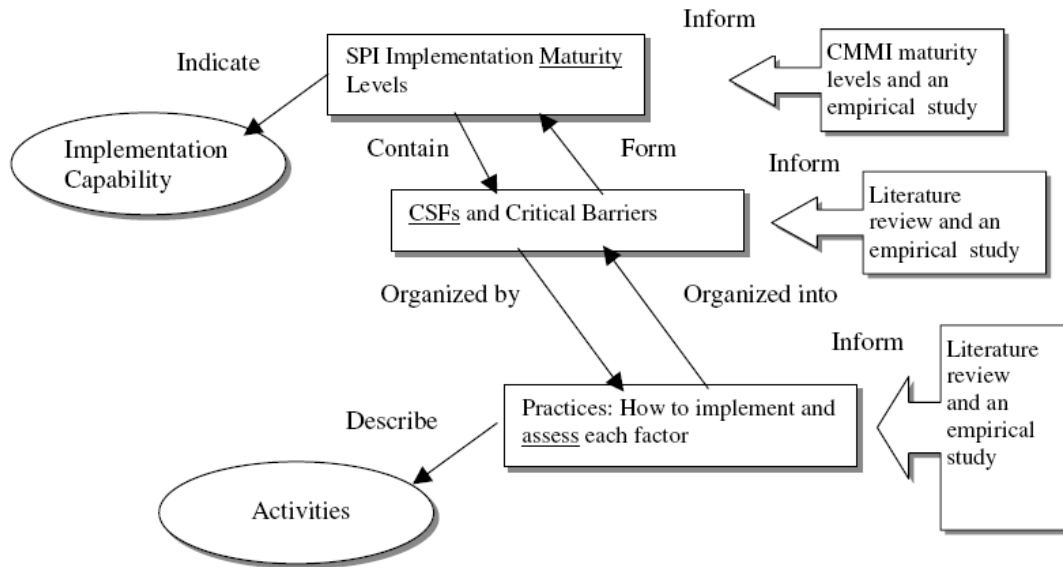 Inform
SPI Implementation Maturity
Levels
CMMI maturity
levels and an
empirical study
Indicate
Implementation
Capability
Contain
Form
Inform
CSFs and Critical Barriers
Literature
review and an
empirical study
Organized by
Organized into
Inform
Literature
review
and an
empirical
study
Practices: How to implement and
assess each factor
Describe
Activities